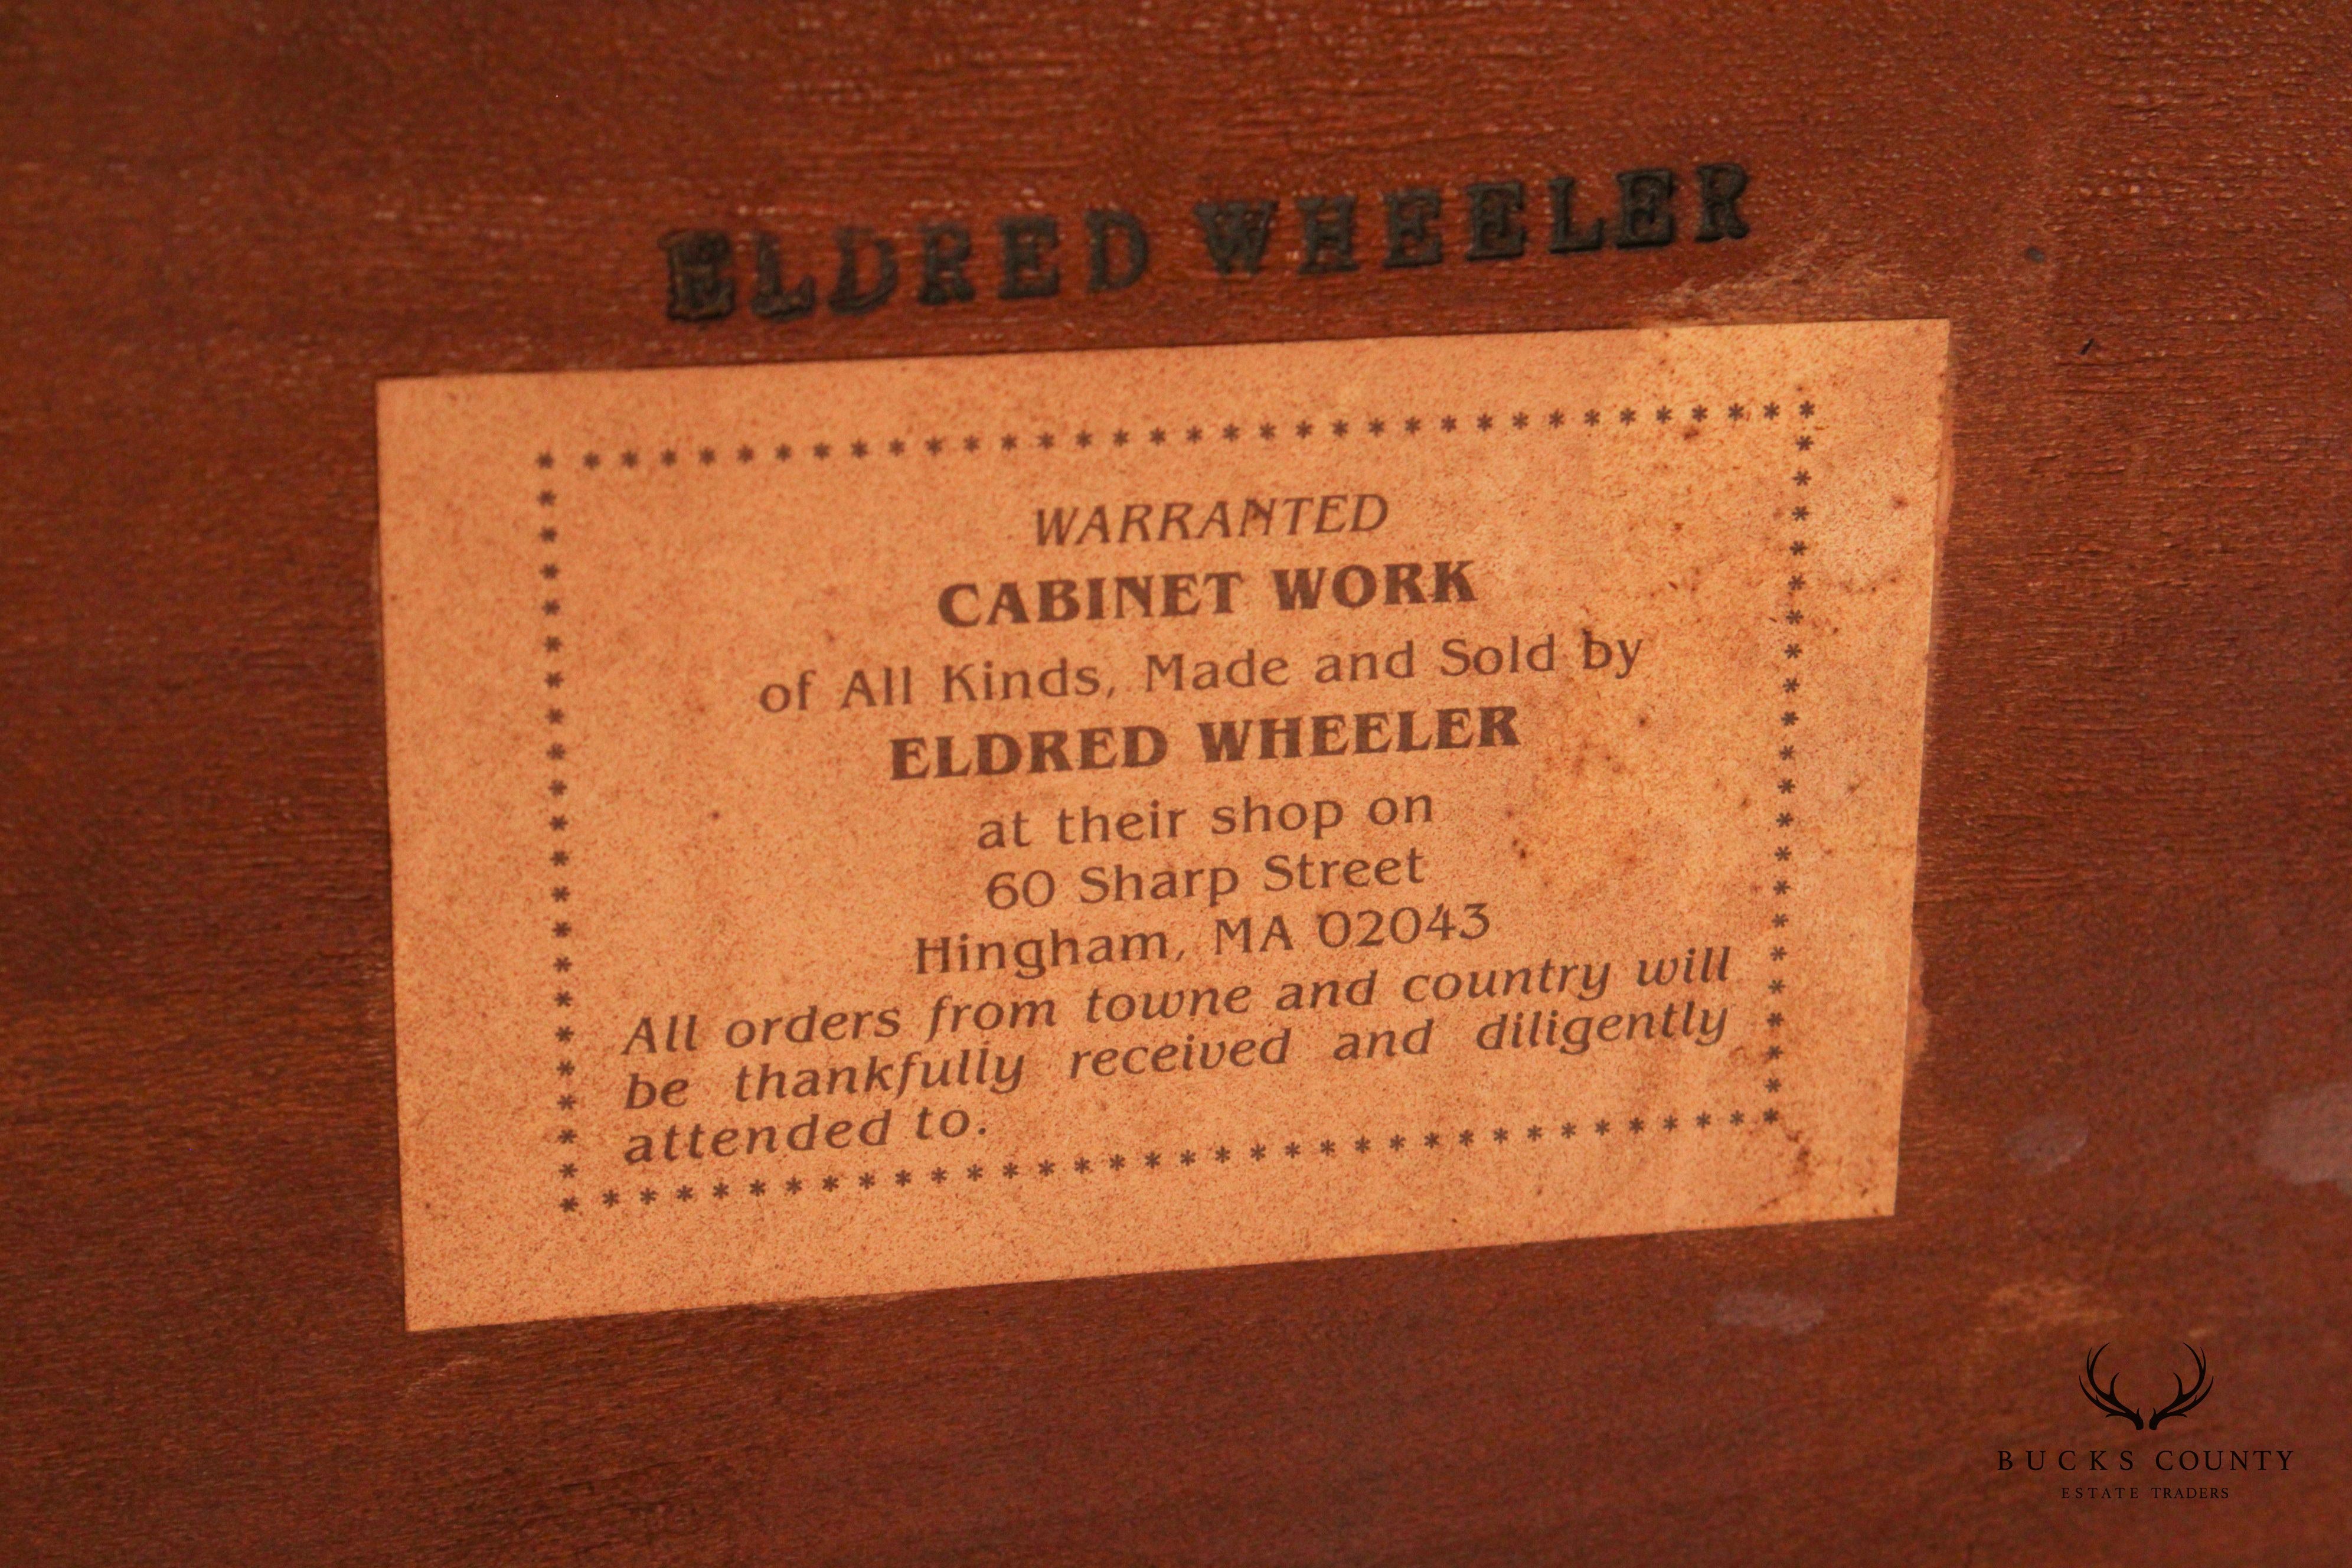 ELDRED WHEELER
WARRANTED
CABINET WORK
of All Kinds, Made and Sold by
ELDRED WHEELER
at their shop on
60 Sharp Street
Hingham, MA 02043
All orders from towne and country will
be thankfully received and diligently
attended to.
BUCKS COUNTY
ESTATE TRADERS